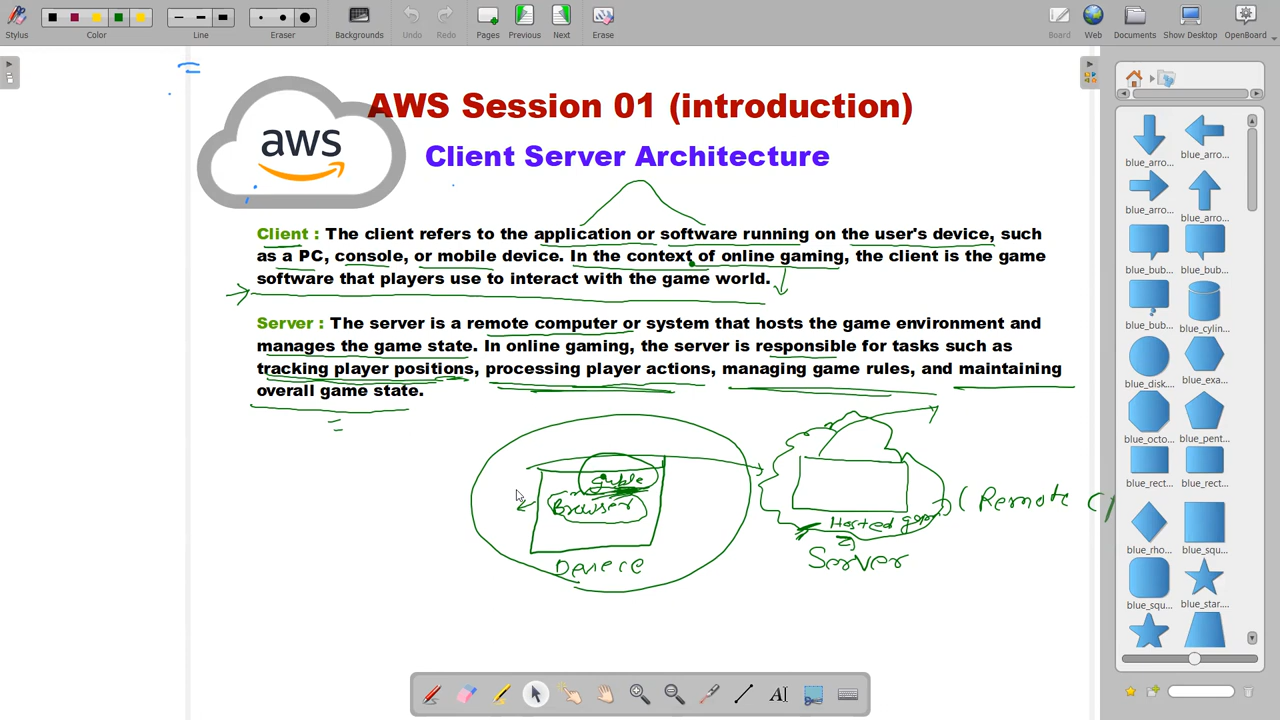 Stylus
Color
Line
Eraser
Backgrounds
Undo
Redo
Pages
Previous
Next
Erase
Board
Web
Documents
Show Desktop
OpenBoard
aws
AWS Session 01 (introduction)
Client Server Architecture
Client : The client refers to the application or software running on the user's device, such
as a PC, console, or mobile device. In the context of online gaming, the client is the game
software that players use to interact with the game world.
Server : The server is a remote computer or system that hosts the game environment and
manages the game state. In online gaming, the server is responsible for tasks such as
tracking player positions, processing player actions, managing game rules, and maintaining
overall game state.
Browser
Hosted
(Remote C/
Server
blue_arro...
blue_arro...
blue_arro...
blue_arro...
blue_bub...
blue_bub...
blue_bub...
blue_cylin...
blue_disk...
blue_exa...
blue_octo...
blue_pent...
blue_rect...
blue_rect...
blue_rho...
blue_squ...
blue_squ...
blue_star...
AI